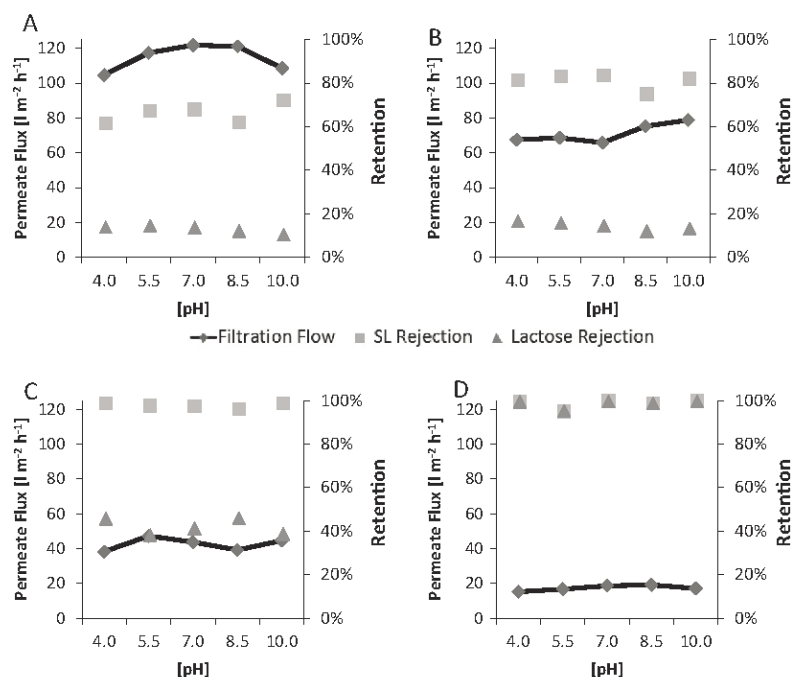 A
B
Permeate Flux [l m⁻² h⁻¹]
120
100
80
60
40
20
0
100%
80%
60%
40%
20%
0%
Retention
4.0 5.5 7.0 8.5 10.0
[pH]
Permeate Flux [l m⁻² h⁻¹]
120
100
80
60
40
20
0
100%
80%
60%
40%
20%
0%
Retention
4.0 5.5 7.0 8.5 10.0
[pH]
Filtration Flow SL Rejection Lactose Rejection
C
D
Permeate Flux [l m⁻² h⁻¹]
120
100
80
60
40
20
0
100%
80%
60%
40%
20%
0%
Retention
4.0 5.5 7.0 8.5 10.0
[pH]
Permeate Flux [l m⁻² h⁻¹]
120
100
80
60
40
20
0
100%
80%
60%
40%
20%
0%
Retention
4.0 5.5 7.0 8.5 10.0
[pH]